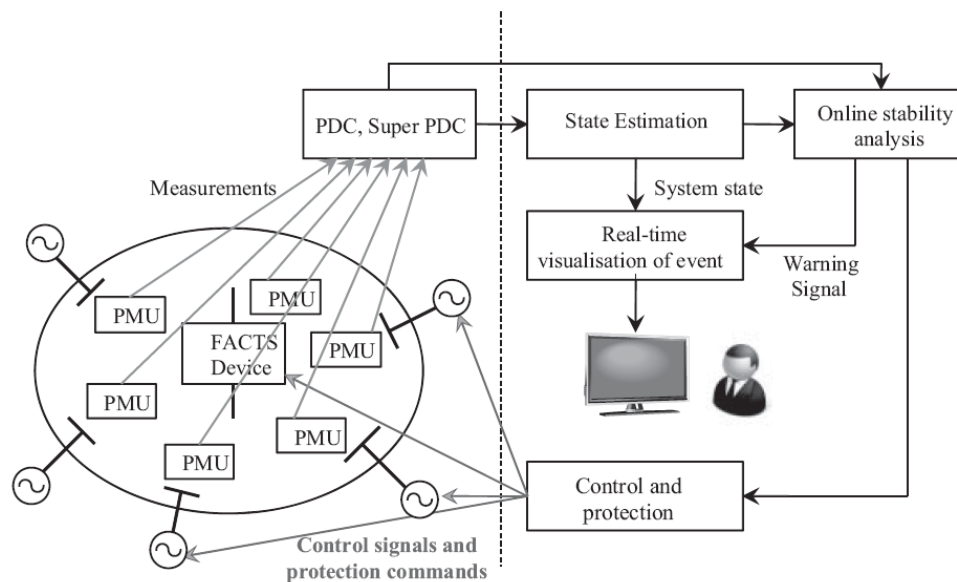 PDC, Super PDC
State Estimation
Online stability
analysis
Measurements
System state
Real-time
visualisation of event
Warning
Signal
PMU
PMU
FACTS
Device
PMU
PMU
PMU
PMU
Control and
protection
Control signals and
protection commands